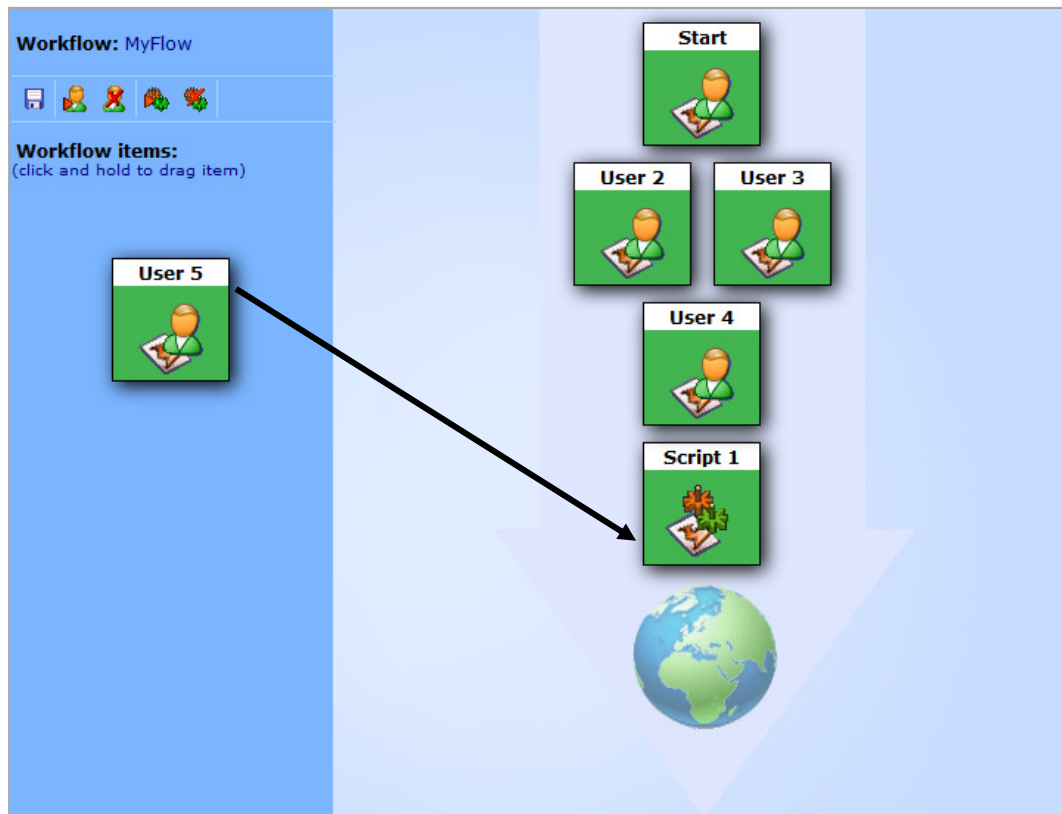 Workflow: MyFlow
Workflow items:
(click and hold to drag item)
User 5
Start
User 2
User 3
User 4
Script 1